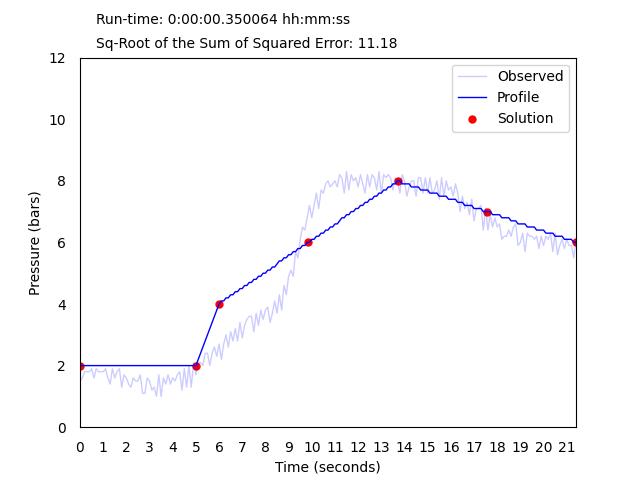 Run-time: 0:00:00.350064 hh:mm:ss
Sq-Root of the Sum of Squared Error: 11.18
12
10
8
6
4
2
0
Pressure (bars)
Observed
Profile
Solution
0 1 2 3 4 5 6 7 8 9 10 11 12 13 14 15 16 17 18 19 20 21
Time (seconds)